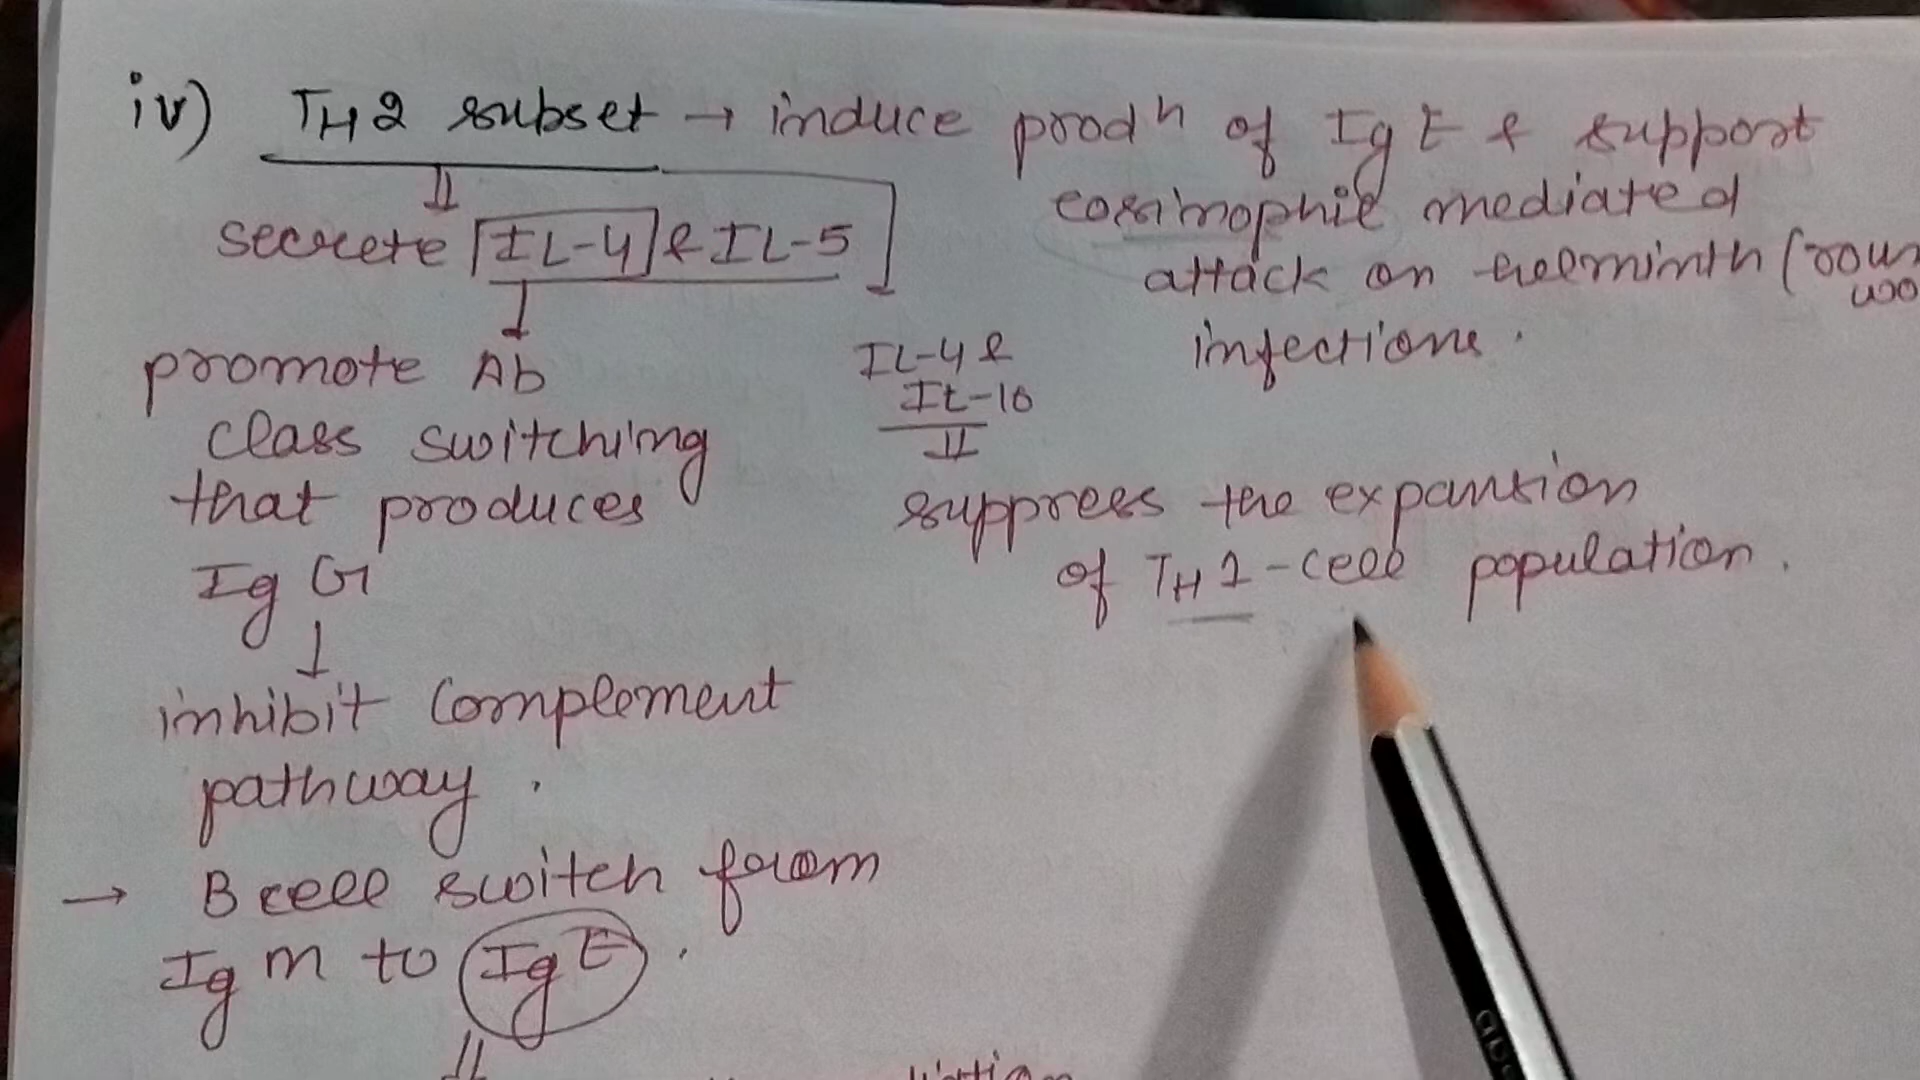 iv) TH2 subset → induce prodn of IgE & support
eosinophil mediated
attack on helminth (roun
wo
infections.
secrete IL-4 & IL-5
promote Ab
class switching
that produces
Ig G
inhibit complement
pathway.
→ B cell switch from
Ig m to IgE.
IL-4 &
IL-10
suppress the expansion
of TH1-cell population.